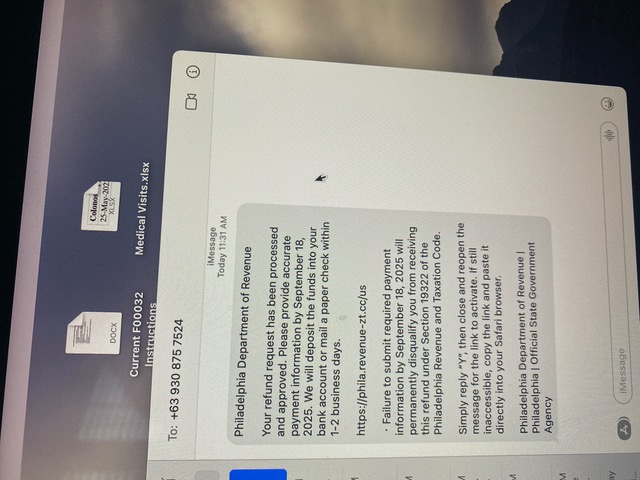 Colonos
25-May-202
DOCX
XLSX
Current F00032
Instructions
Medical Visits.xlsx
To: +63 930 875 7524
iMessage
Today 11:31 AM
Philadelphia Department of Revenue
Your refund request has been processed
and approved. Please provide accurate
payment information by September 18,
2025. We will deposit the funds into your
bank account or mail a paper check within
1-2 business days.
https://phila.revenue-zt.cc/us
· Failure to submit required payment
information by September 18, 2025 will
permanently disqualify you from receiving
this refund under Section 19322 of the
Philadelphia Revenue and Taxation Code.
Simply reply “Y”, then close and reopen the
message for the link to activate. If still
inaccessible, copy the link and paste it
directly into your Safari browser.
Philadelphia Department of Revenue |
Philadelphia | Official State Government
Agency
iMessage